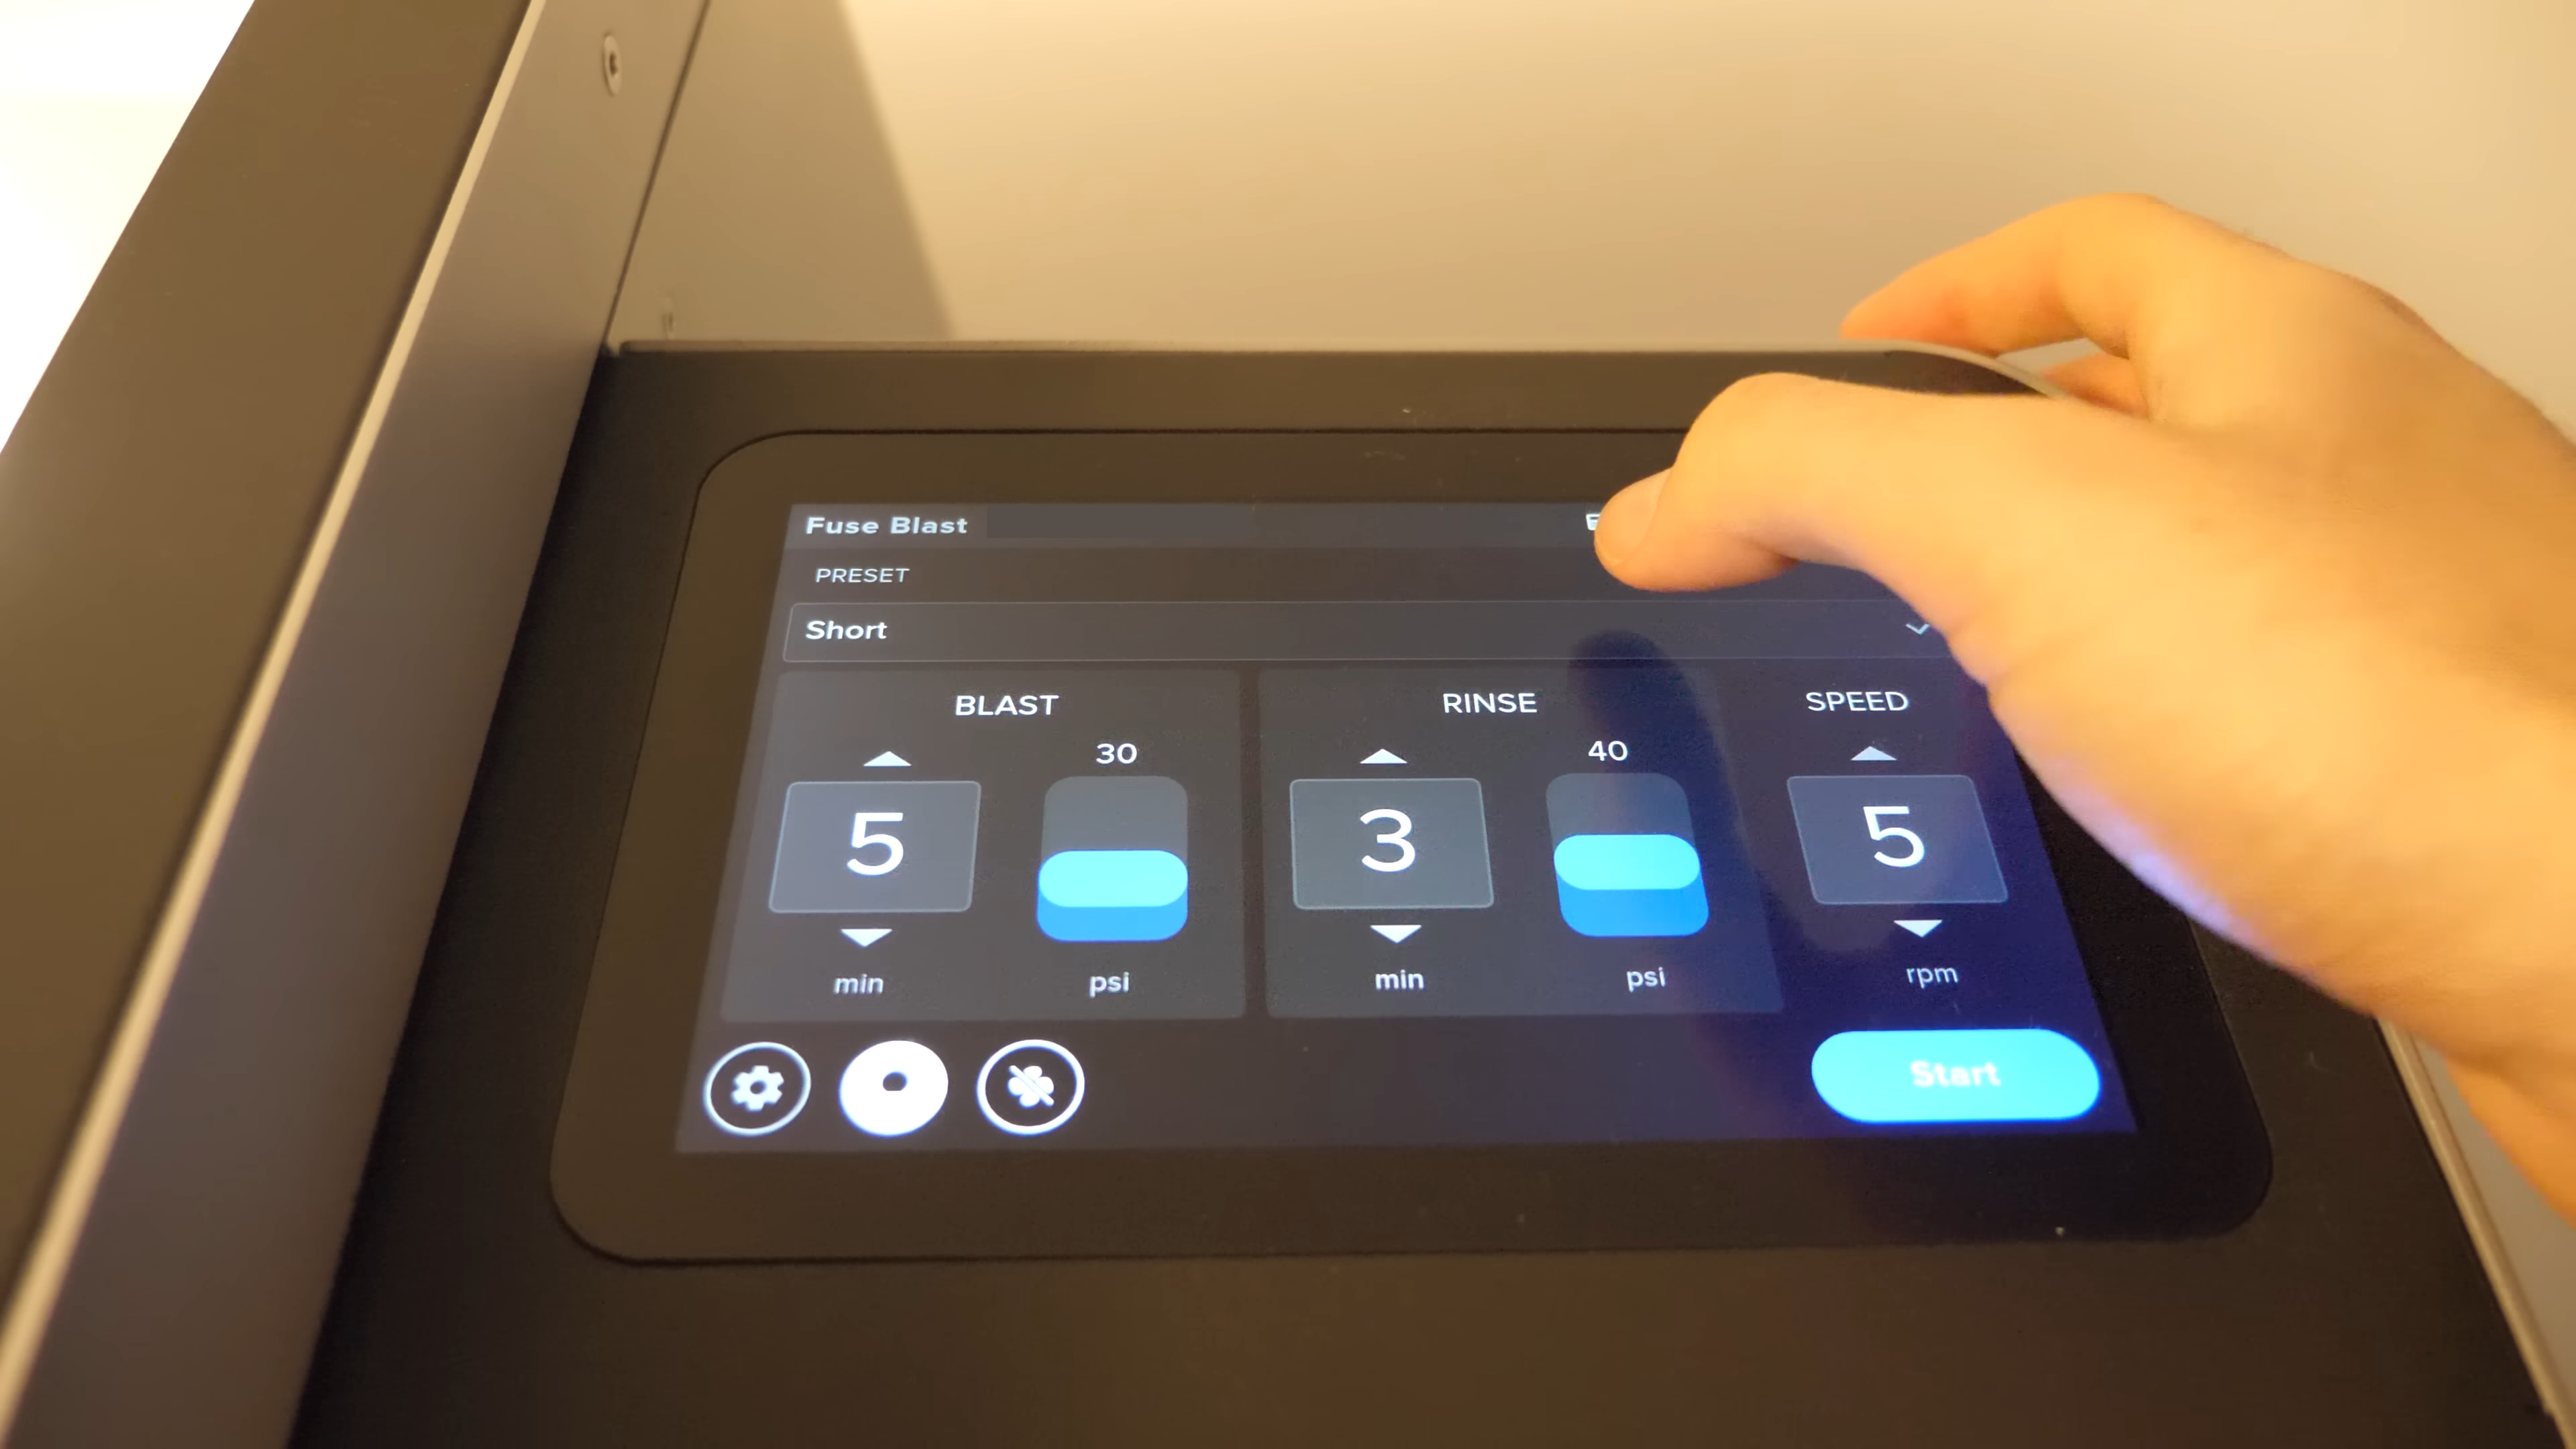 Fuse Blast
PRESET
Short
BLAST
30
5
min
psi
RINSE
40
3
min
psi
SPEED
5
rpm
Start